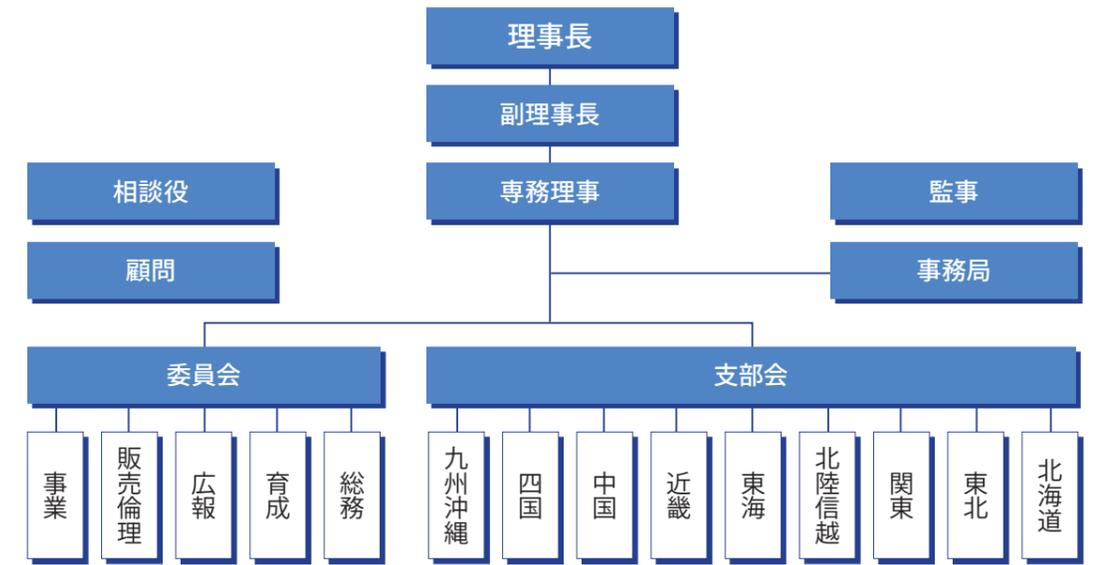 理事長
副理事長
相談役
専務理事
監事
顧問
事務局
委員会
支部会
事業
販売倫理
広報
育成
総務
九州沖縄
四国
中国
近畿
東海
北陸信越
関東
東北
北海道